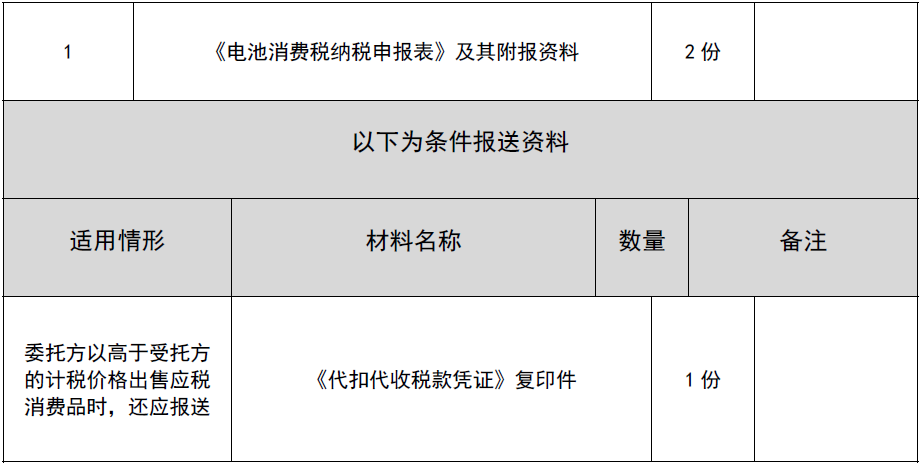 1 《电池消费税纳税申报表》及其附报资料 2 份
以下为条件报送资料
适用情形 材料名称 数量 备注
委托方以高于受托方
的计税价格出售应税
消费品时，还应报送
《代扣代收税款凭证》复印件 1 份